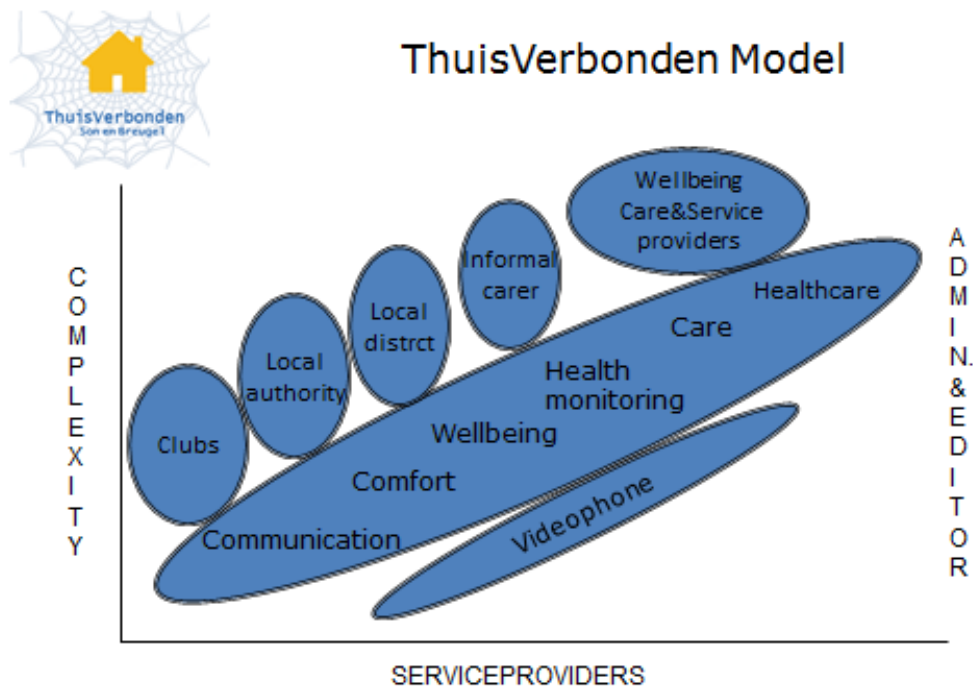 ThuisVerbonden
Son en Breugel
ThuisVerbonden Model
COMPLEXITY
Clubs
Local
authority
Local
distrct
Informal
carer
Wellbeing
Care&Service
providers
Healthcare
Care
Health
monitoring
Wellbeing
Comfort
Communication
Videophone
ADMIN.&EDITOR
SERVICEPROVIDERS